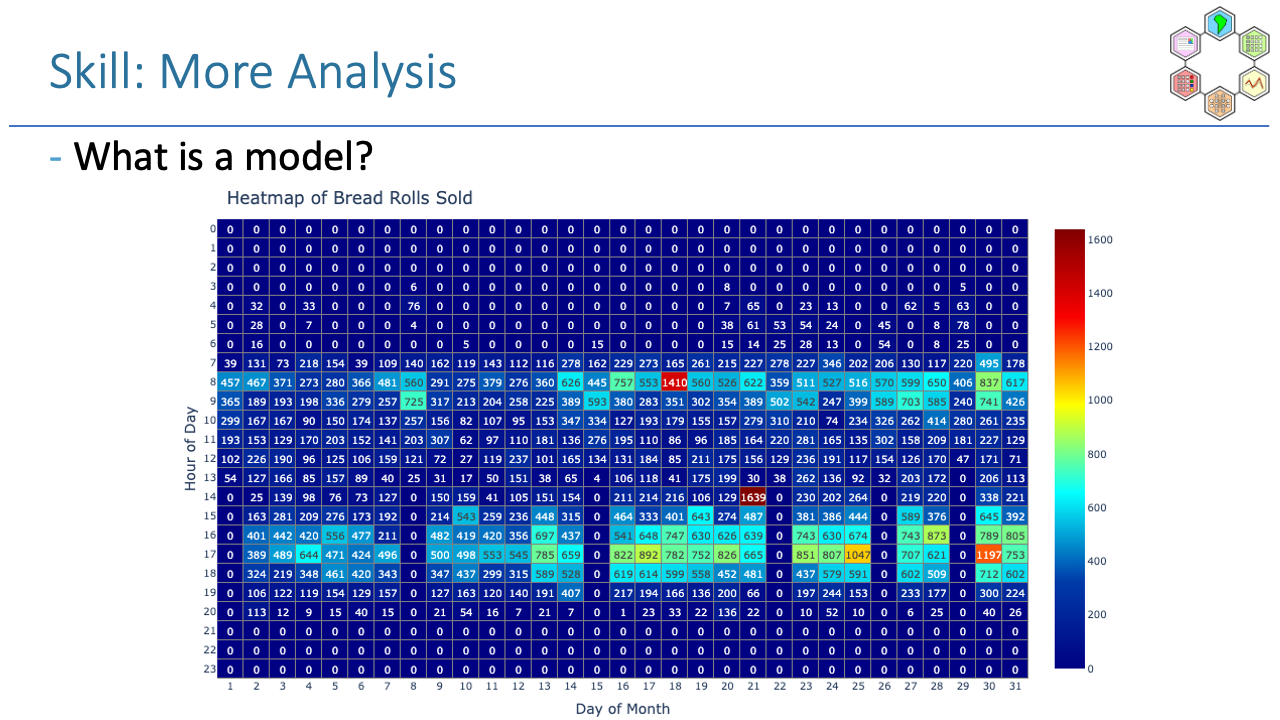 Skill: More Analysis
- What is a model?
Heatmap of Bread Rolls Sold
0 0 0 0 0 0 0 0 0 0 0 0 0 0 0 0 0 0 0 0 0 0 0 0 0 0 0 0 0 0 0 0
1 0 0 0 0 0 0 0 0 0 0 0 0 0 0 0 0 0 0 0 0 0 0 0 0 0 0 0 0 0 0 0
2 0 0 0 0 0 0 0 0 0 0 0 0 0 0 0 0 0 0 0 0 0 0 0 0 0 0 0 0 0 0 0
3 0 0 0 0 0 0 0 6 0 0 0 0 0 0 0 0 0 0 0 8 0 0 0 0 0 0 0 0 5 0 0
4 0 32 0 33 0 0 0 76 0 0 0 0 0 0 0 0 0 0 0 7 65 0 23 13 0 0 62 5 63 0 0
5 0 28 0 7 0 0 0 4 0 0 0 0 0 0 0 0 0 0 0 38 61 53 54 24 0 45 0 8 78 0 0
6 0 16 0 0 0 0 0 0 0 5 0 0 0 0 15 0 0 0 0 15 14 25 28 13 0 54 0 8 25 0 0
7 39 131 73 218 154 39 109 140 162 119 143 112 116 278 162 229 273 165 261 215 227 278 227 346 202 206 130 117 220 495 178
8 457 467 371 273 280 366 481 560 291 275 379 276 360 626 445 757 553 1410 560 526 622 359 511 527 516 570 599 650 406 837 617
9 365 189 193 198 336 279 257 725 317 213 204 258 225 389 593 380 283 351 302 354 389 502 542 247 399 589 703 585 240 741 426
10 299 167 167 90 150 174 137 257 156 82 107 95 153 347 334 127 193 179 155 157 279 310 210 74 234 326 262 414 280 261 235
11 193 153 129 170 203 152 141 203 307 62 97 110 181 136 276 195 110 86 96 185 164 220 281 165 135 302 158 209 181 227 129
12 102 226 190 96 125 106 159 121 72 27 119 237 101 165 134 131 184 85 211 175 156 129 236 191 117 154 126 170 47 171 71
13 54 127 166 85 157 89 40 25 31 17 50 151 38 65 4 106 118 41 175 199 30 38 262 136 92 32 203 172 0 206 113
14 0 25 139 98 76 73 127 0 150 159 41 105 151 154 0 211 214 216 106 129 1639 0 230 202 264 0 219 220 0 338 221
15 0 163 281 209 276 173 192 0 214 543 259 236 448 315 0 464 333 401 643 274 487 0 381 386 444 0 589 376 0 645 392
16 0 401 442 420 556 477 211 0 482 419 420 356 697 437 0 541 648 747 630 626 639 0 743 630 674 0 743 873 0 789 805
17 0 389 489 644 471 424 496 0 500 498 553 545 785 659 0 822 892 782 752 826 665 0 851 807 1047 0 707 621 0 1197 753
18 0 324 219 348 461 420 343 0 347 437 299 315 589 528 0 619 614 599 558 452 481 0 437 579 591 0 602 509 0 712 602
19 0 106 122 119 154 129 157 0 127 163 120 140 191 407 0 217 194 166 136 200 66 0 197 244 153 0 233 177 0 300 224
20 0 113 12 9 15 40 15 0 21 54 16 7 21 7 0 1 23 33 22 136 22 0 10 52 10 0 6 25 0 40 26
21 0 0 0 0 0 0 0 0 0 0 0 0 0 0 0 0 0 0 0 0 0 0 0 0 0 0 0 0 0 0 0
22 0 0 0 0 0 0 0 0 0 0 0 0 0 0 0 0 0 0 0 0 0 0 0 0 0 0 0 0 0 0 0
23 0 0 0 0 0 0 0 0 0 0 0 0 0 0 0 0 0 0 0 0 0 0 0 0 0 0 0 0 0 0 0
1 2 3 4 5 6 7 8 9 10 11 12 13 14 15 16 17 18 19 20 21 22 23 24 25 26 27 28 29 30 31
Day of Month
Hour of Day
1600
1400
1200
1000
800
600
400
200
0